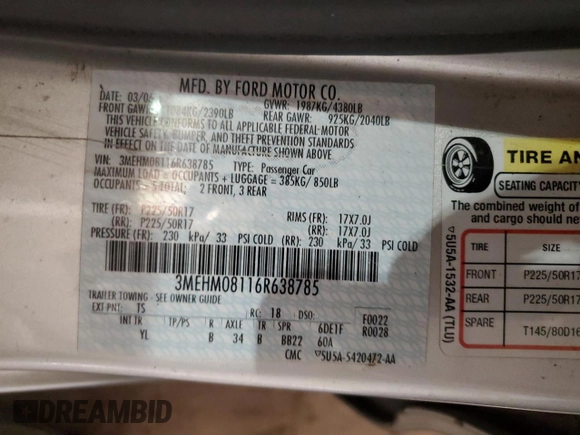 MFD. BY FORD MOTOR CO.
DATE: 03/0 GVWR: 1987KG/4380LB
FRONT GAWR: 1084KG/2390LB REAR GAWR: 925KG/2040LB
THIS VEHICLE CONFORMS TO ALL APPLICABLE FEDERAL MOTOR
VEHICLE SAFETY, BUMPER, AND THEFT PREVENTION STANDARDS
IN EFFECT ON THE DATE OF MANUFACTURE SHOWN ABOVE.
VIN: 3MEHM08116R638785 TYPE: Passenger Car
MAXIMUM LOAD = OCCUPANTS + LUGGAGE = 385KG/ 850LB
OCCUPANTS = 5 TOTAL: 2 FRONT, 3 REAR
TIRE (FR): P225/50R17 RIMS (FR): 17X7.0J
(RR): P225/50R17 (RR): 17X7.0J
PRESSURE (FR): 230 kPa/ 33 PSI COLD (RR): 230 kPa/ 33 PSI COLD
3MEHM08116R638785
TRAILER TOWING - SEE OWNER GUIDE
EXT PNT: TS RC: 18 DSO: F0022
INT TR TP/PS R AXLE TR SPR 6DE1F R0028
YL B 34 B BB22 60A
CMC 5U5A-5420472-AA
TIRE AN
SEATING CAPACITY
The combined weight of
and cargo should ne
5U5A-1532-AA (TLU)
TIRE SIZE
FRONT P225/50R17
REAR P225/50R17
SPARE T145/80D16
DREAMBID